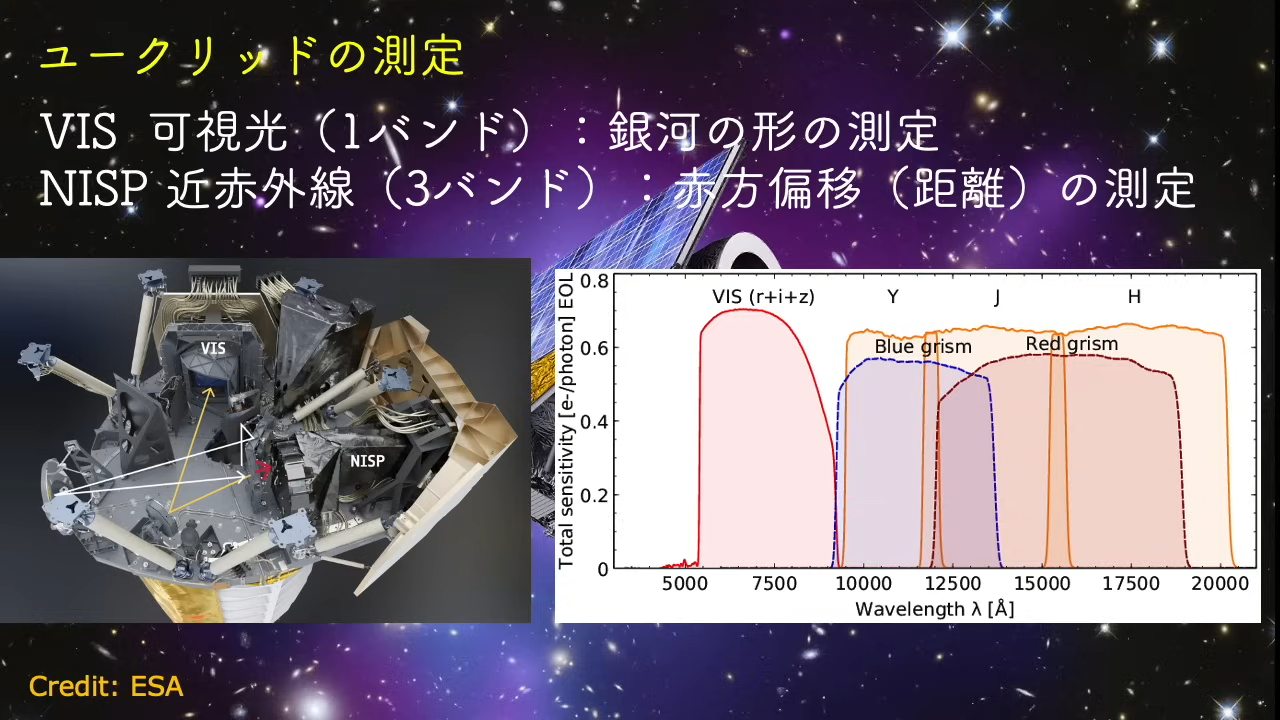 ユークリッドの測定
VIS 可視光（1バンド）：銀河の形の測定
NISP 近赤外線（3バンド）：赤方偏移（距離）の測定
VIS
NISP
Total sensitivity [e-/photon] EOL
0.8
0.6
0.4
0.2
0
VIS (r+i+z)
Y
J
H
Blue grism
Red grism
5000 7500 10000 12500 15000 17500 20000
Wavelength λ [Å]
Credit: ESA